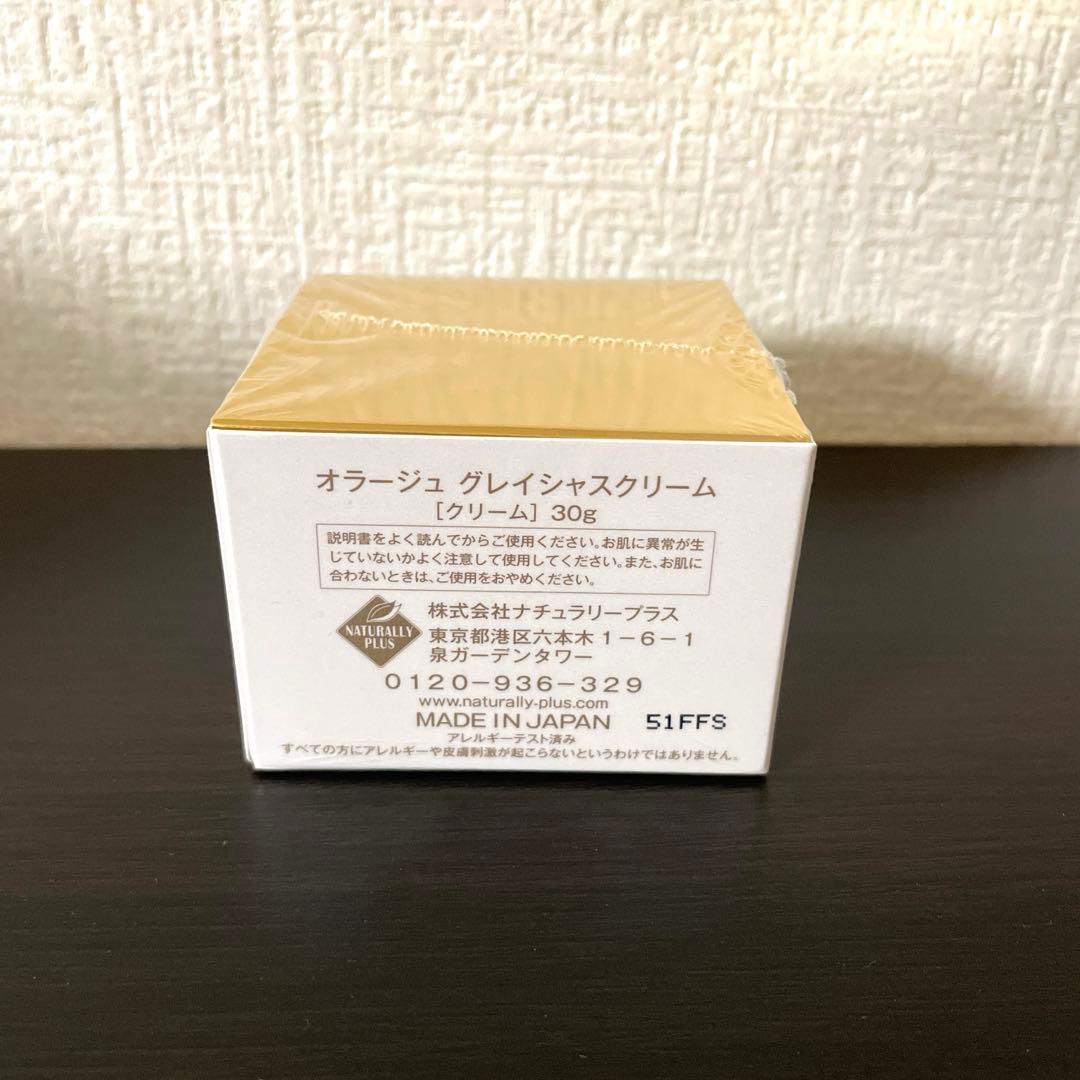 オラージュ グレイシャスクリーム
[クリーム] 30g
説明書をよく読んでからご使用ください。お肌に異常が生
じていないかよく注意して使用してください。また、お肌に
合わないときは、ご使用をおやめください。
NATURALLY
PLUS
株式会社ナチュラリープラス
東京都港区六本木1-6-1
泉ガーデンタワー
0120-936-329
www.naturally-plus.com
MADE IN JAPAN
51FFS
アレルギーテスト済み
すべての方にアレルギーや皮膚刺激が起こらないというわけではありません。